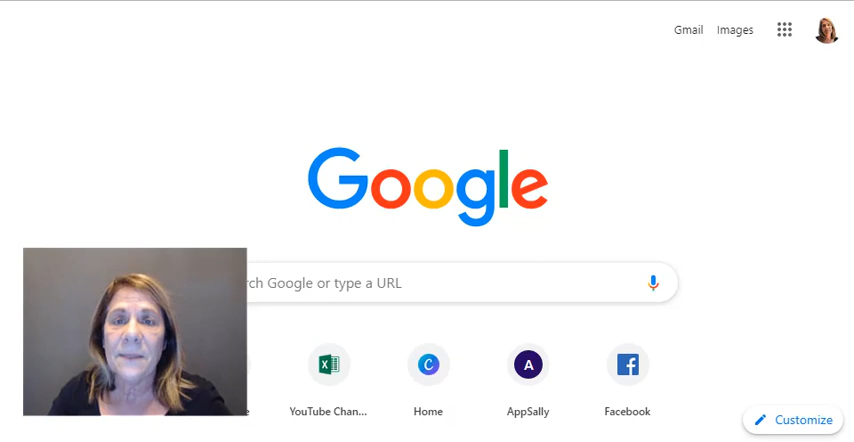 Gmail Images
Google
rch Google or type a URL
X
C
A
f
e YouTube Chan... Home AppSally Facebook
Customize